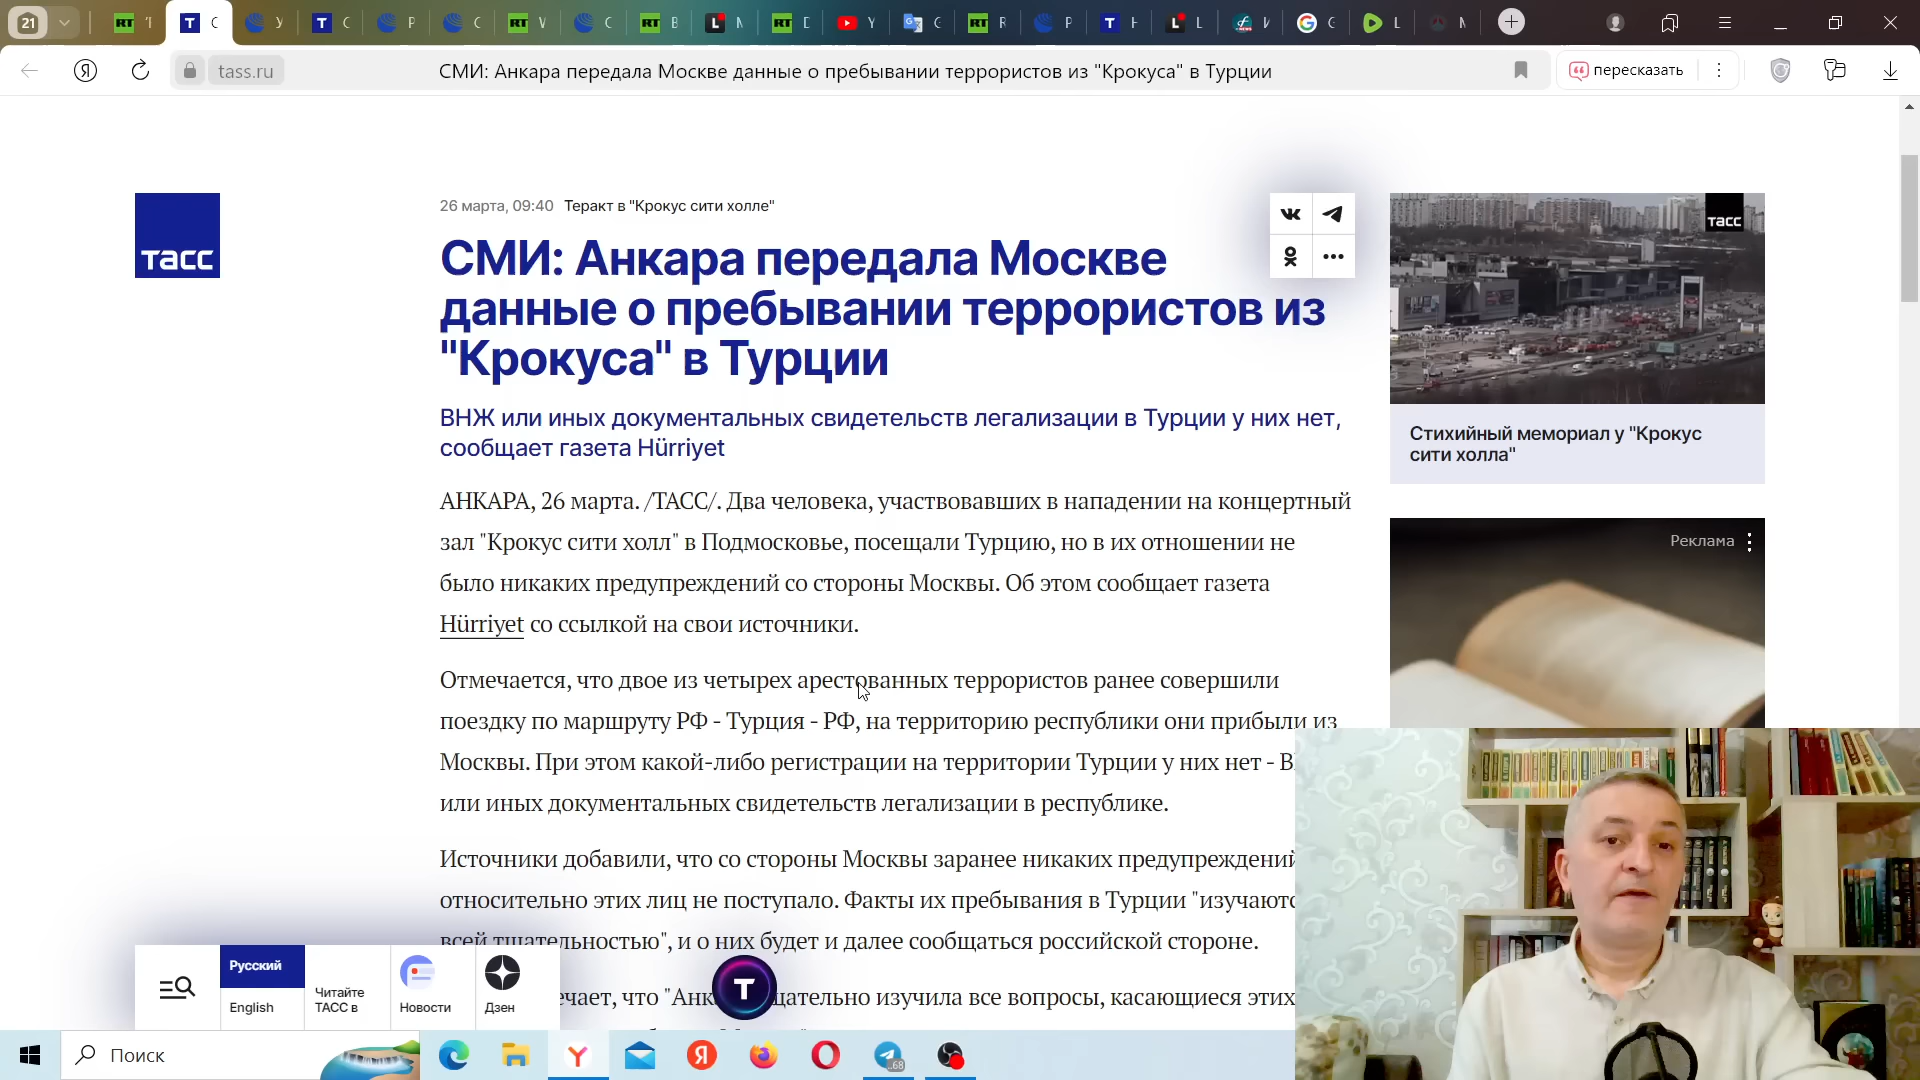 21
tass.ru
СМИ: Анкара передала Москве данные о пребывании террористов из "Крокуса" в Турции
пересказать
ТАСС
26 марта, 09:40 Теракт в "Крокус сити холле"
СМИ: Анкара передала Москве
данные о пребывании террористов из
"Крокуса" в Турции
ВНЖ или иных документальных свидетельств легализации в Турции у них нет,
сообщает газета Hürriyet
АНКАРА, 26 марта. /ТАСС/. Два человека, участвовавших в нападении на концертный
зал "Крокус сити холл" в Подмосковье, посещали Турцию, но в их отношении не
было никаких предупреждений со стороны Москвы. Об этом сообщает газета
Hürriyet со ссылкой на свои источники.
Отмечается, что двое из четырех арестованных террористов ранее совершили
поездку по маршруту РФ - Турция - РФ, на территорию республики они прибыли из
Москвы. При этом какой-либо регистрации на территории Турции у них нет -
или иных документальных свидетельств легализации в республике.
Источники добавили, что со стороны Москвы заранее никаких предупреждений
относительно этих лиц не поступало. Факты их пребывания в Турции "изучаютс
всей тщательностью", и о них будет и далее сообщаться российской стороне.
что "Анк щательно изучила все вопросы, касающиеся этих
ТАСС
Стихийный мемориал у "Крокус
сити холла"
Реклама
Русский
English
Читайте
ТАСС в
Новости
Дзен
T
Поиск
68